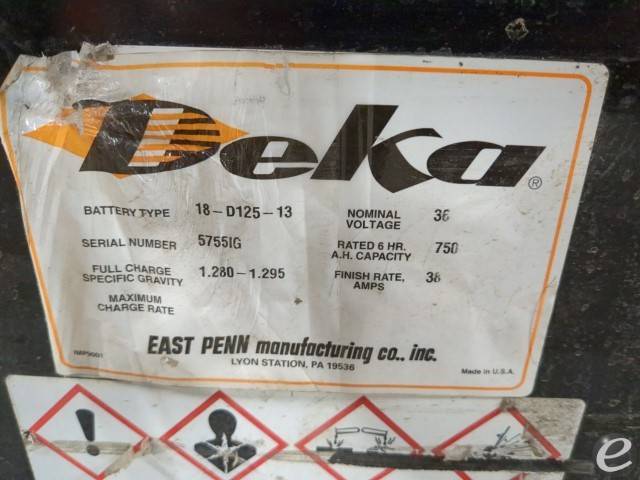 Deka®
BATTERY TYPE 18-D125-13
SERIAL NUMBER 5755IG
FULL CHARGE
SPECIFIC GRAVITY 1.280-1.295
MAXIMUM
CHARGE RATE
NOMINAL
VOLTAGE 36
RATED 6 HR.
A.H. CAPACITY 750
FINISH RATE,
AMPS 38
EAST PENN manufacturing co., inc.
LYON STATION, PA 19536
Made in U.S.A.
e